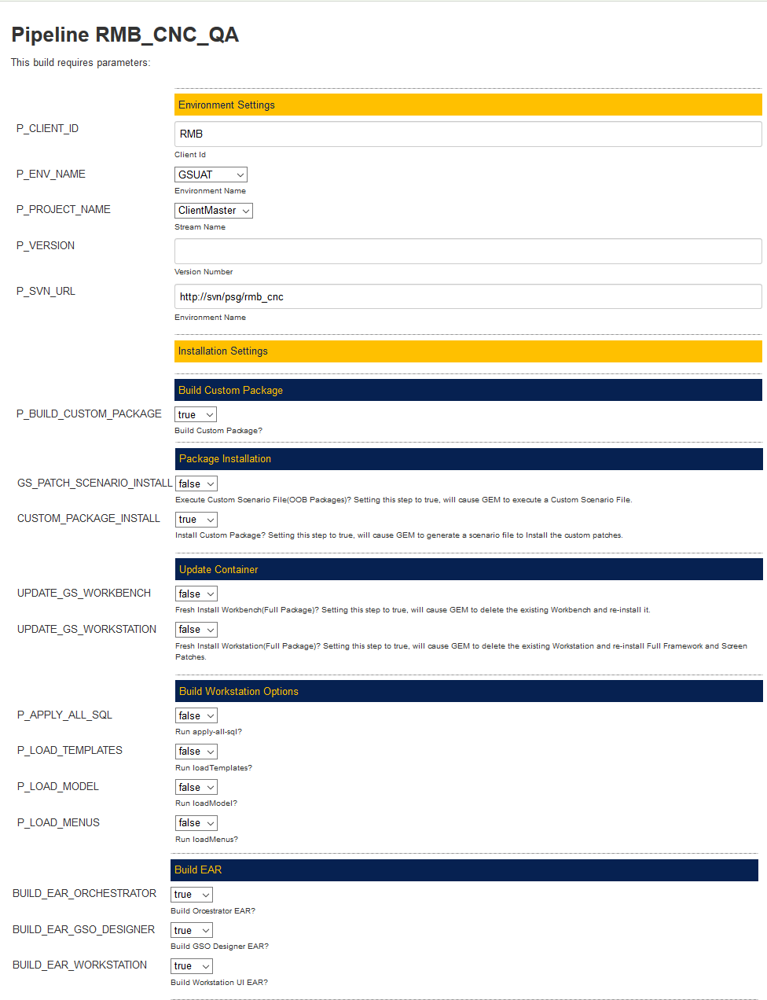 Pipeline RMB_CNC_QA
This build requires parameters:
Environment Settings
P_CLIENT_ID
RMB
Client Id
P_ENV_NAME
GSUAT
Environment Name
P_PROJECT_NAME
ClientMaster
Stream Name
P_VERSION
Version Number
P_SVN_URL
http://svn/psg/rmb_cnc
Environment Name
Installation Settings
Build Custom Package
P_BUILD_CUSTOM_PACKAGE
true
Build Custom Package?
Package Installation
GS_PATCH_SCENARIO_INSTALL
false
Execute Custom Scenario File(OOB Packages)? Setting this step to true, will cause GEM to execute a Custom Scenario File.
CUSTOM_PACKAGE_INSTALL
true
Install Custom Package? Setting this step to true, will cause GEM to generate a scenario file to Install the custom patches.
Update Container
UPDATE_GS_WORKBENCH
false
Fresh Install Workbench(Full Package)? Setting this step to true, will cause GEM to delete the existing Workbench and re-install it.
UPDATE_GS_WORKSTATION
false
Fresh Install Workstation(Full Package)? Setting this step to true, will cause GEM to delete the existing Workstation and re-install Full Framework and Screen
Patches.
Build Workstation Options
P_APPLY_ALL_SQL
false
Run apply-all-sql?
P_LOAD_TEMPLATES
false
Run loadTemplates?
P_LOAD_MODEL
false
Run loadModel?
P_LOAD_MENUS
false
Run loadMenus?
Build EAR
BUILD_EAR_ORCHESTRATOR
true
Build Orcestrator EAR?
BUILD_EAR_GSO_DESIGNER
true
Build GSO Designer EAR?
BUILD_EAR_WORKSTATION
true
Build Workstation UI EAR?